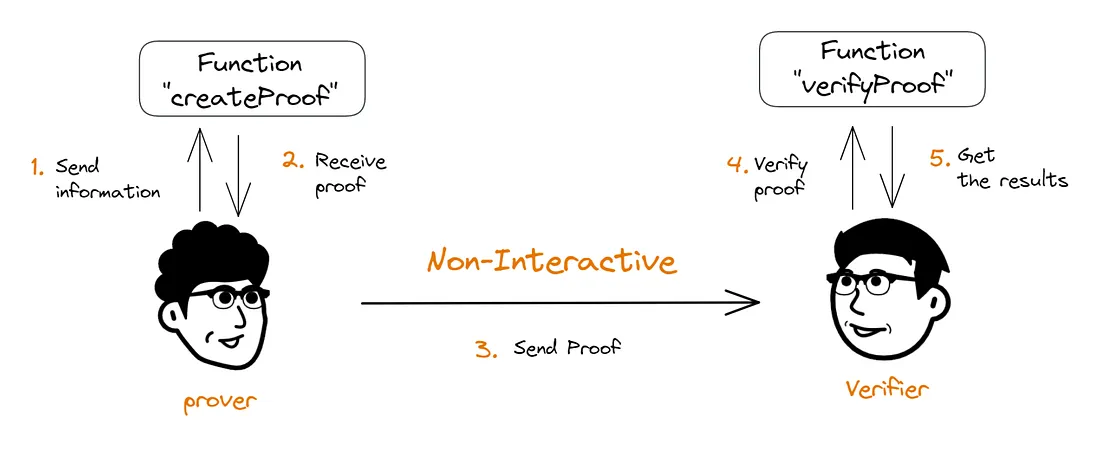 Function
"createProof"
Function
"verifyProof"
1. Send
information
2. Receive
proof
4. Verify
proof
5. Get
the results
Non-Interactive
3. Send Proof
prover
Verifier